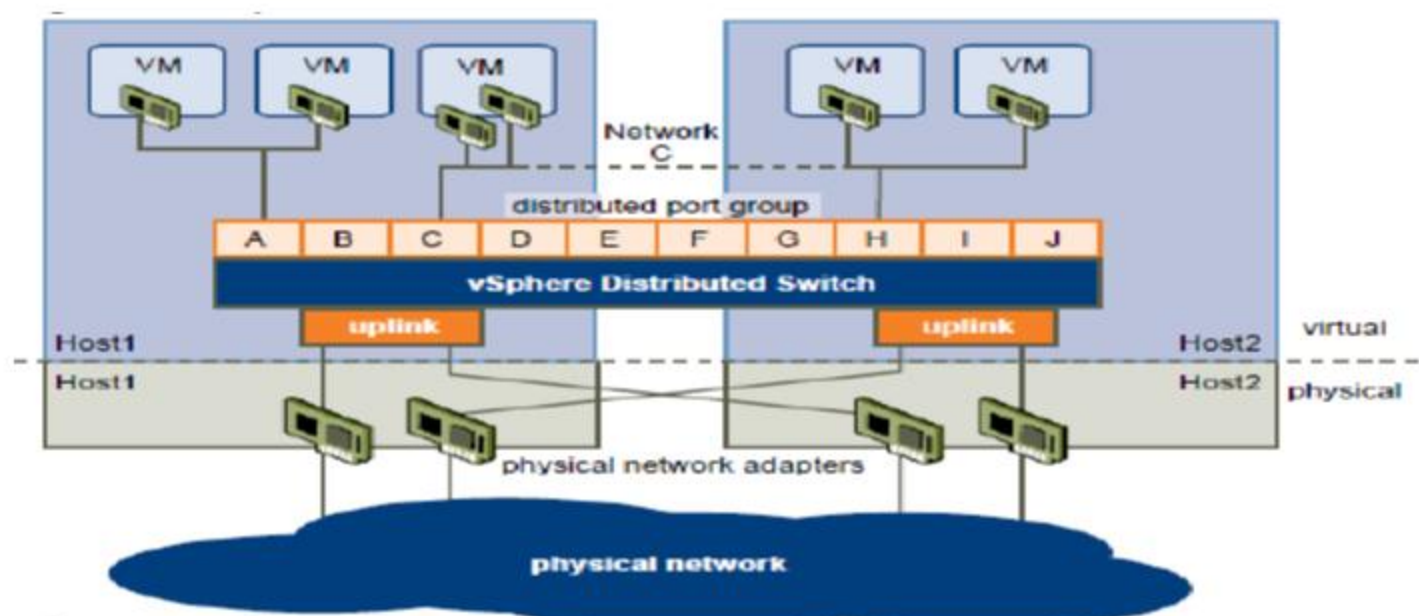 VM VM VM VM VM
Network
C
distributed port group
A B C D E F G H I J
vSphere Distributed Switch
uplink uplink
Host1 Host2 virtual
Host1 Host2 physical
physical network adapters
physical network